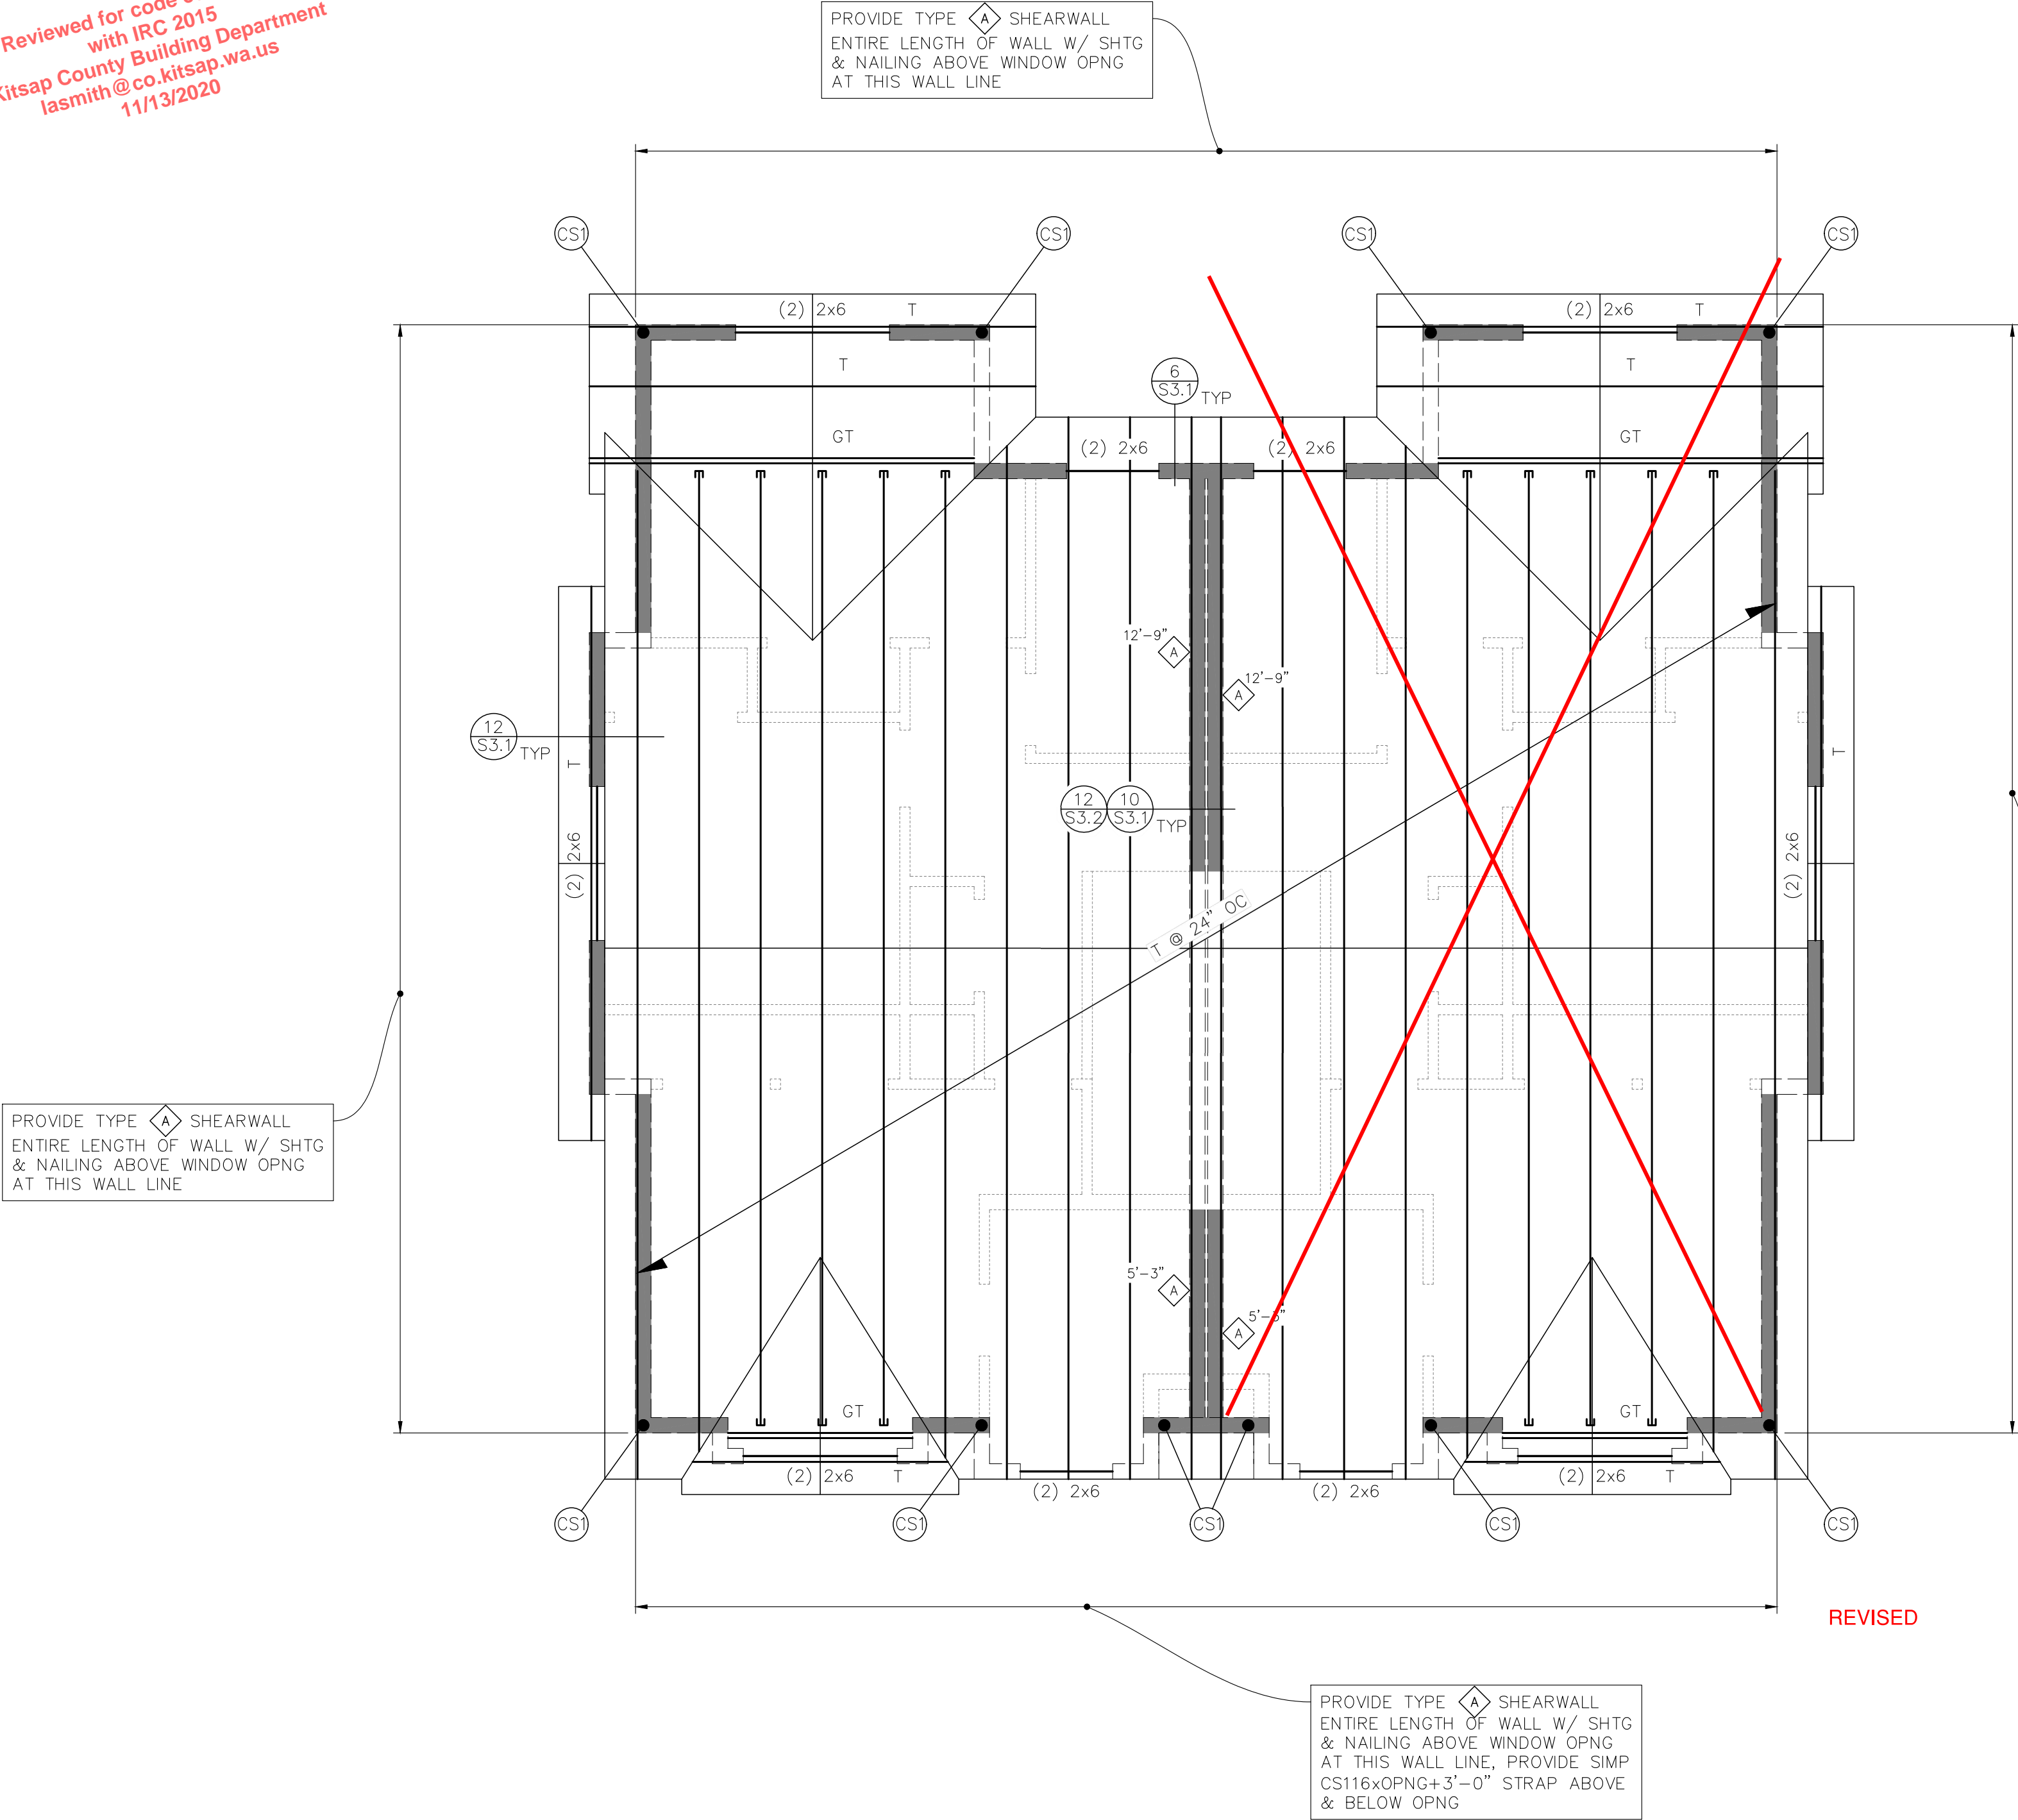 Reviewed for code
with IRC 2015
Kitsap County Building Department
lasmith@co.kitsap.wa.us
11/13/2020
PROVIDE TYPE A SHEARWALL
ENTIRE LENGTH OF WALL W/ SHTG
& NAILING ABOVE WINDOW OPNG
AT THIS WALL LINE
CS1
CS1
CS1
CS1
(2) 2x6 T
(2) 2x6 T
T
T
6
S3.1
TYP
GT
(2) 2x6
(2) 2x6
GT
12'-9"
A
12'-9"
A
12
S3.1
TYP
T
T
12
S3.2
10
S3.1
TYP
(2) 2x6
(2) 2x6
T @ 24" OC
PROVIDE TYPE A SHEARWALL
ENTIRE LENGTH OF WALL W/ SHTG
& NAILING ABOVE WINDOW OPNG
AT THIS WALL LINE
5'-3"
A
5'-3"
A
GT
GT
(2) 2x6 T
(2) 2x6
(2) 2x6
(2) 2x6 T
CS1
CS1
CS1
CS1
CS1
REVISED
PROVIDE TYPE A SHEARWALL
ENTIRE LENGTH OF WALL W/ SHTG
& NAILING ABOVE WINDOW OPNG
AT THIS WALL LINE, PROVIDE SIMP
CS116xOPNG+3'-0" STRAP ABOVE
& BELOW OPNG